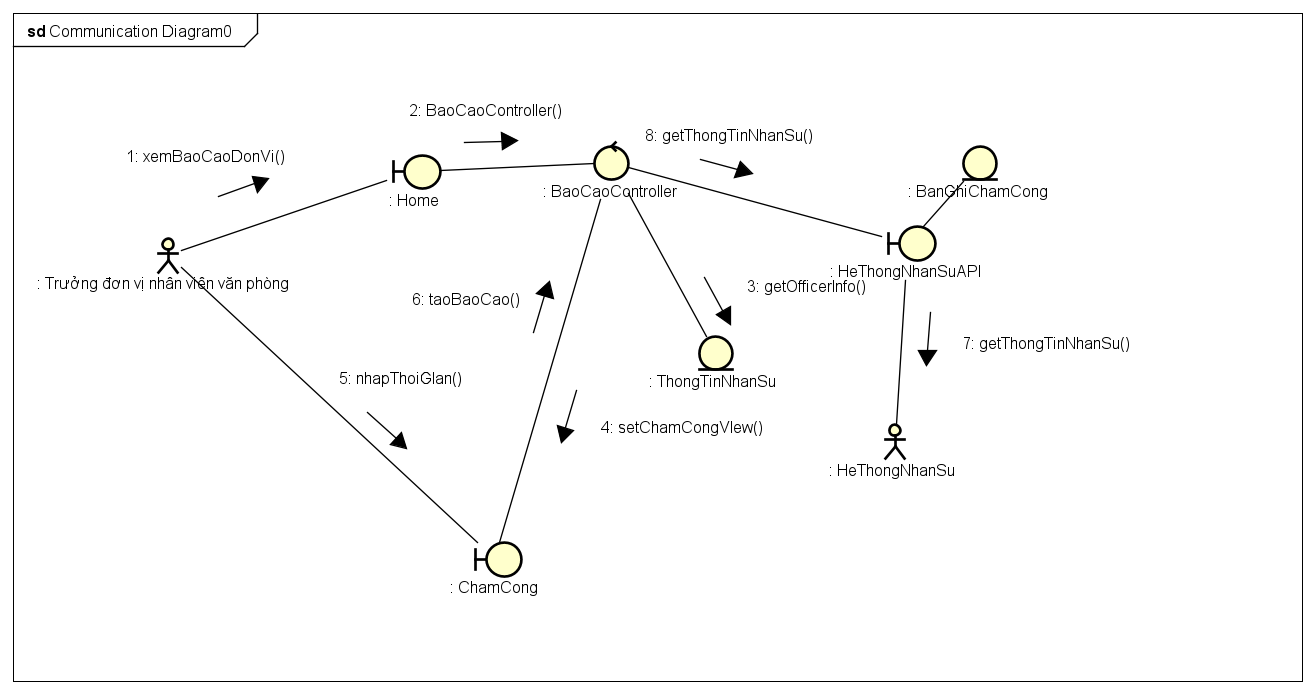 sd Communication Diagram0
2: BaoCaoController()
8: getThongTinNhanSu()
1: xemBaoCaoDonVi()
: Home
: BaoCaoController
: BanGhiChamCong
: Trưởng đơn vị nhân viên văn phòng
: HeThongNhanSuAPI
6: taoBaoCao()
3: getOfficerInfo()
7: getThongTinNhanSu()
5: nhapThoiGIan()
: ThongTinNhanSu
4: setChamCongVIew()
: HeThongNhanSu
: ChamCong